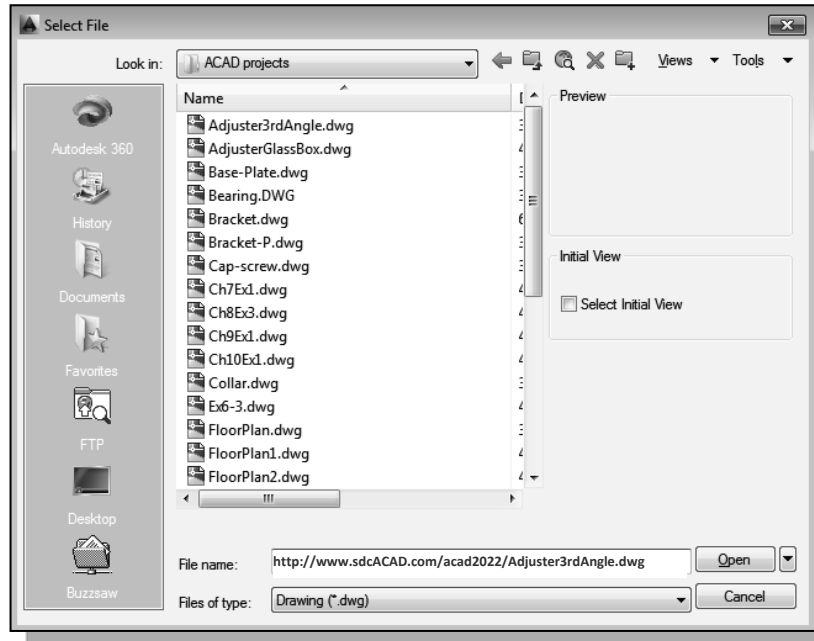 Select File
Look in:
ACAD projects
Views
Tools
Autodesk 360
History
Documents
Favorites
FTP
Desktop
Buzzsaw
Name
Adjuster3rdAngle.dwg
AdjusterGlassBox.dwg
Base-Plate.dwg
Bearing.DWG
Bracket.dwg
Bracket-P.dwg
Cap-screw.dwg
Ch7Ex1.dwg
Ch8Ex3.dwg
Ch9Ex1.dwg
Ch10Ex1.dwg
Collar.dwg
Ex6-3.dwg
FloorPlan.dwg
FloorPlan1.dwg
FloorPlan2.dwg
Preview
Initial View
Select Initial View
File name:
http://www.sdcACAD.com/acad2022/Adjuster3rdAngle.dwg
Open
Files of type:
Drawing (*.dwg)
Cancel